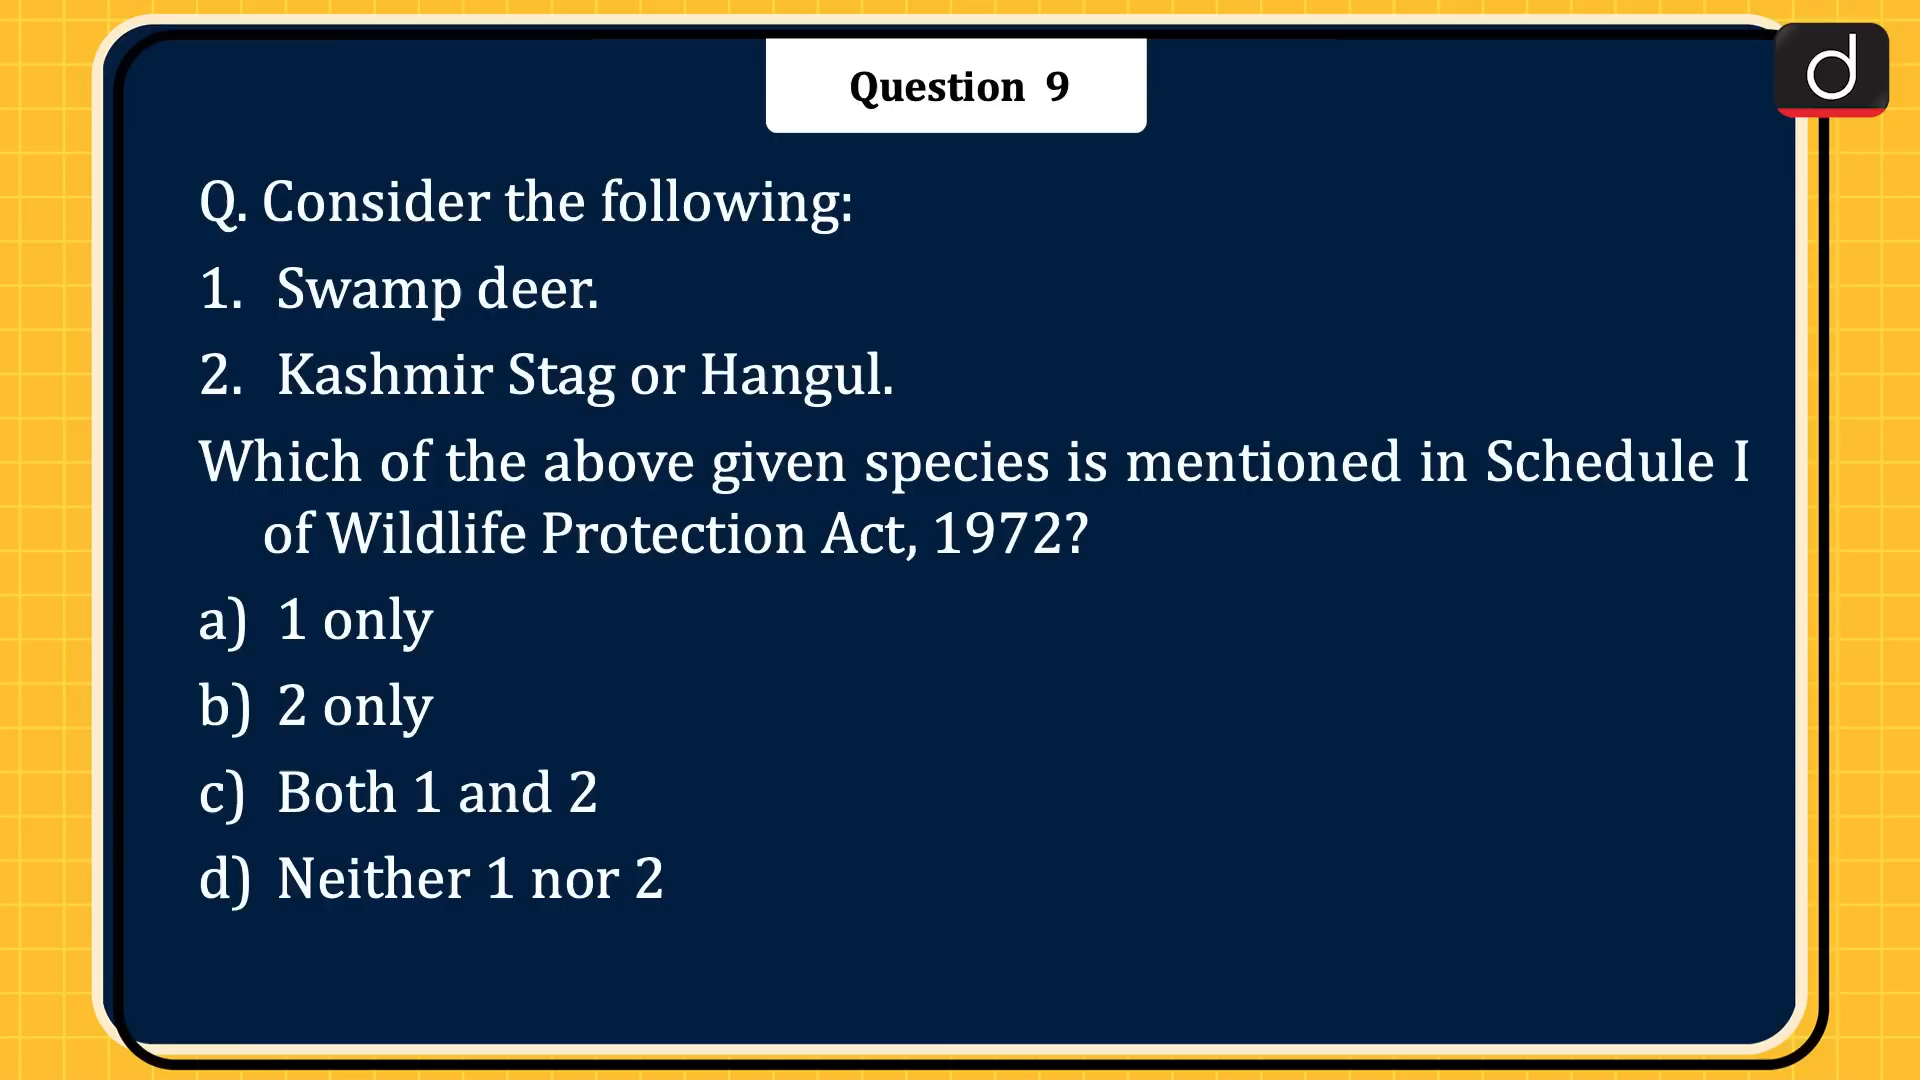 Question 9
d
Q. Consider the following:
1. Swamp deer.
2. Kashmir Stag or Hangul.
Which of the above given species is mentioned in Schedule I
of Wildlife Protection Act, 1972?
a) 1 only
b) 2 only
c) Both 1 and 2
d) Neither 1 nor 2